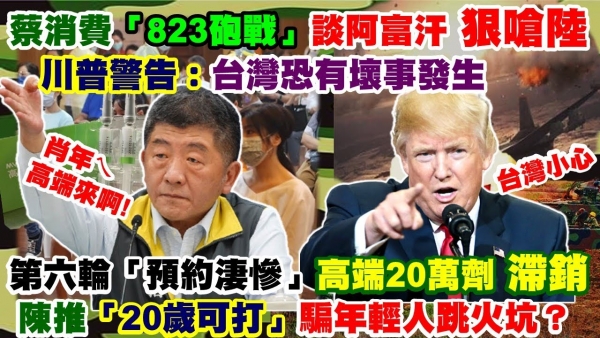 蔡消費「823砲戰」談阿富汗 狠嗆陸
川普警告：台灣恐有壞事發生
肖年ㄟ
高端來啊!
台灣小心
第六輪「預約淒慘」高端20萬劑 滯銷
陳推「20歲可打」騙年輕人跳火坑？